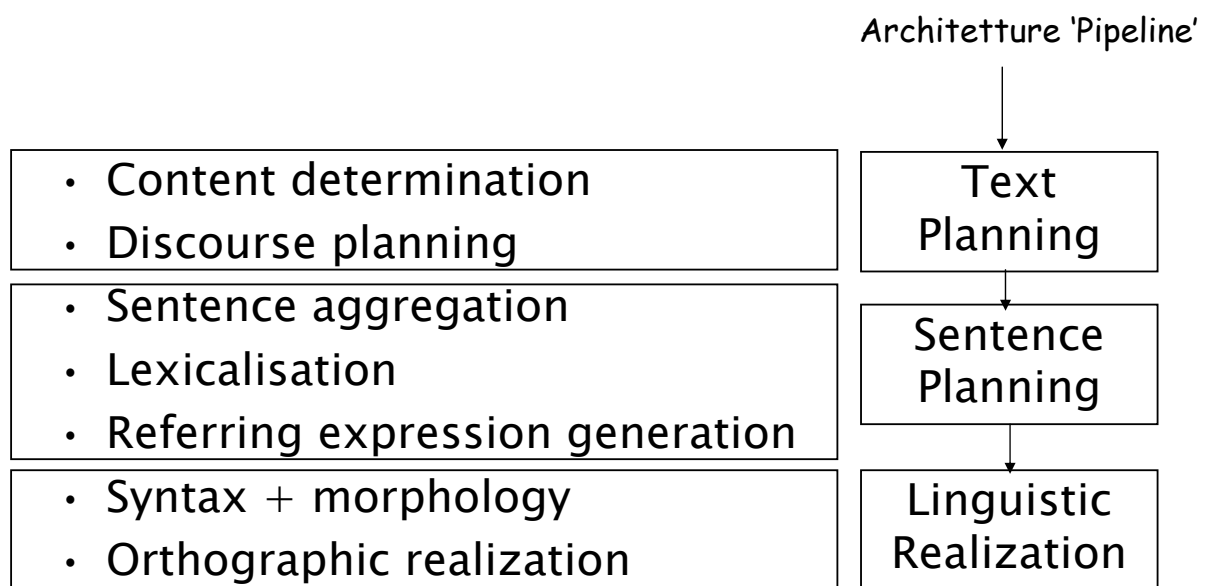 Architetture ‘Pipeline’
• Content determination
• Discourse planning
Text
Planning
• Sentence aggregation
• Lexicalisation
• Referring expression generation
Sentence
Planning
• Syntax + morphology
• Orthographic realization
Linguistic
Realization